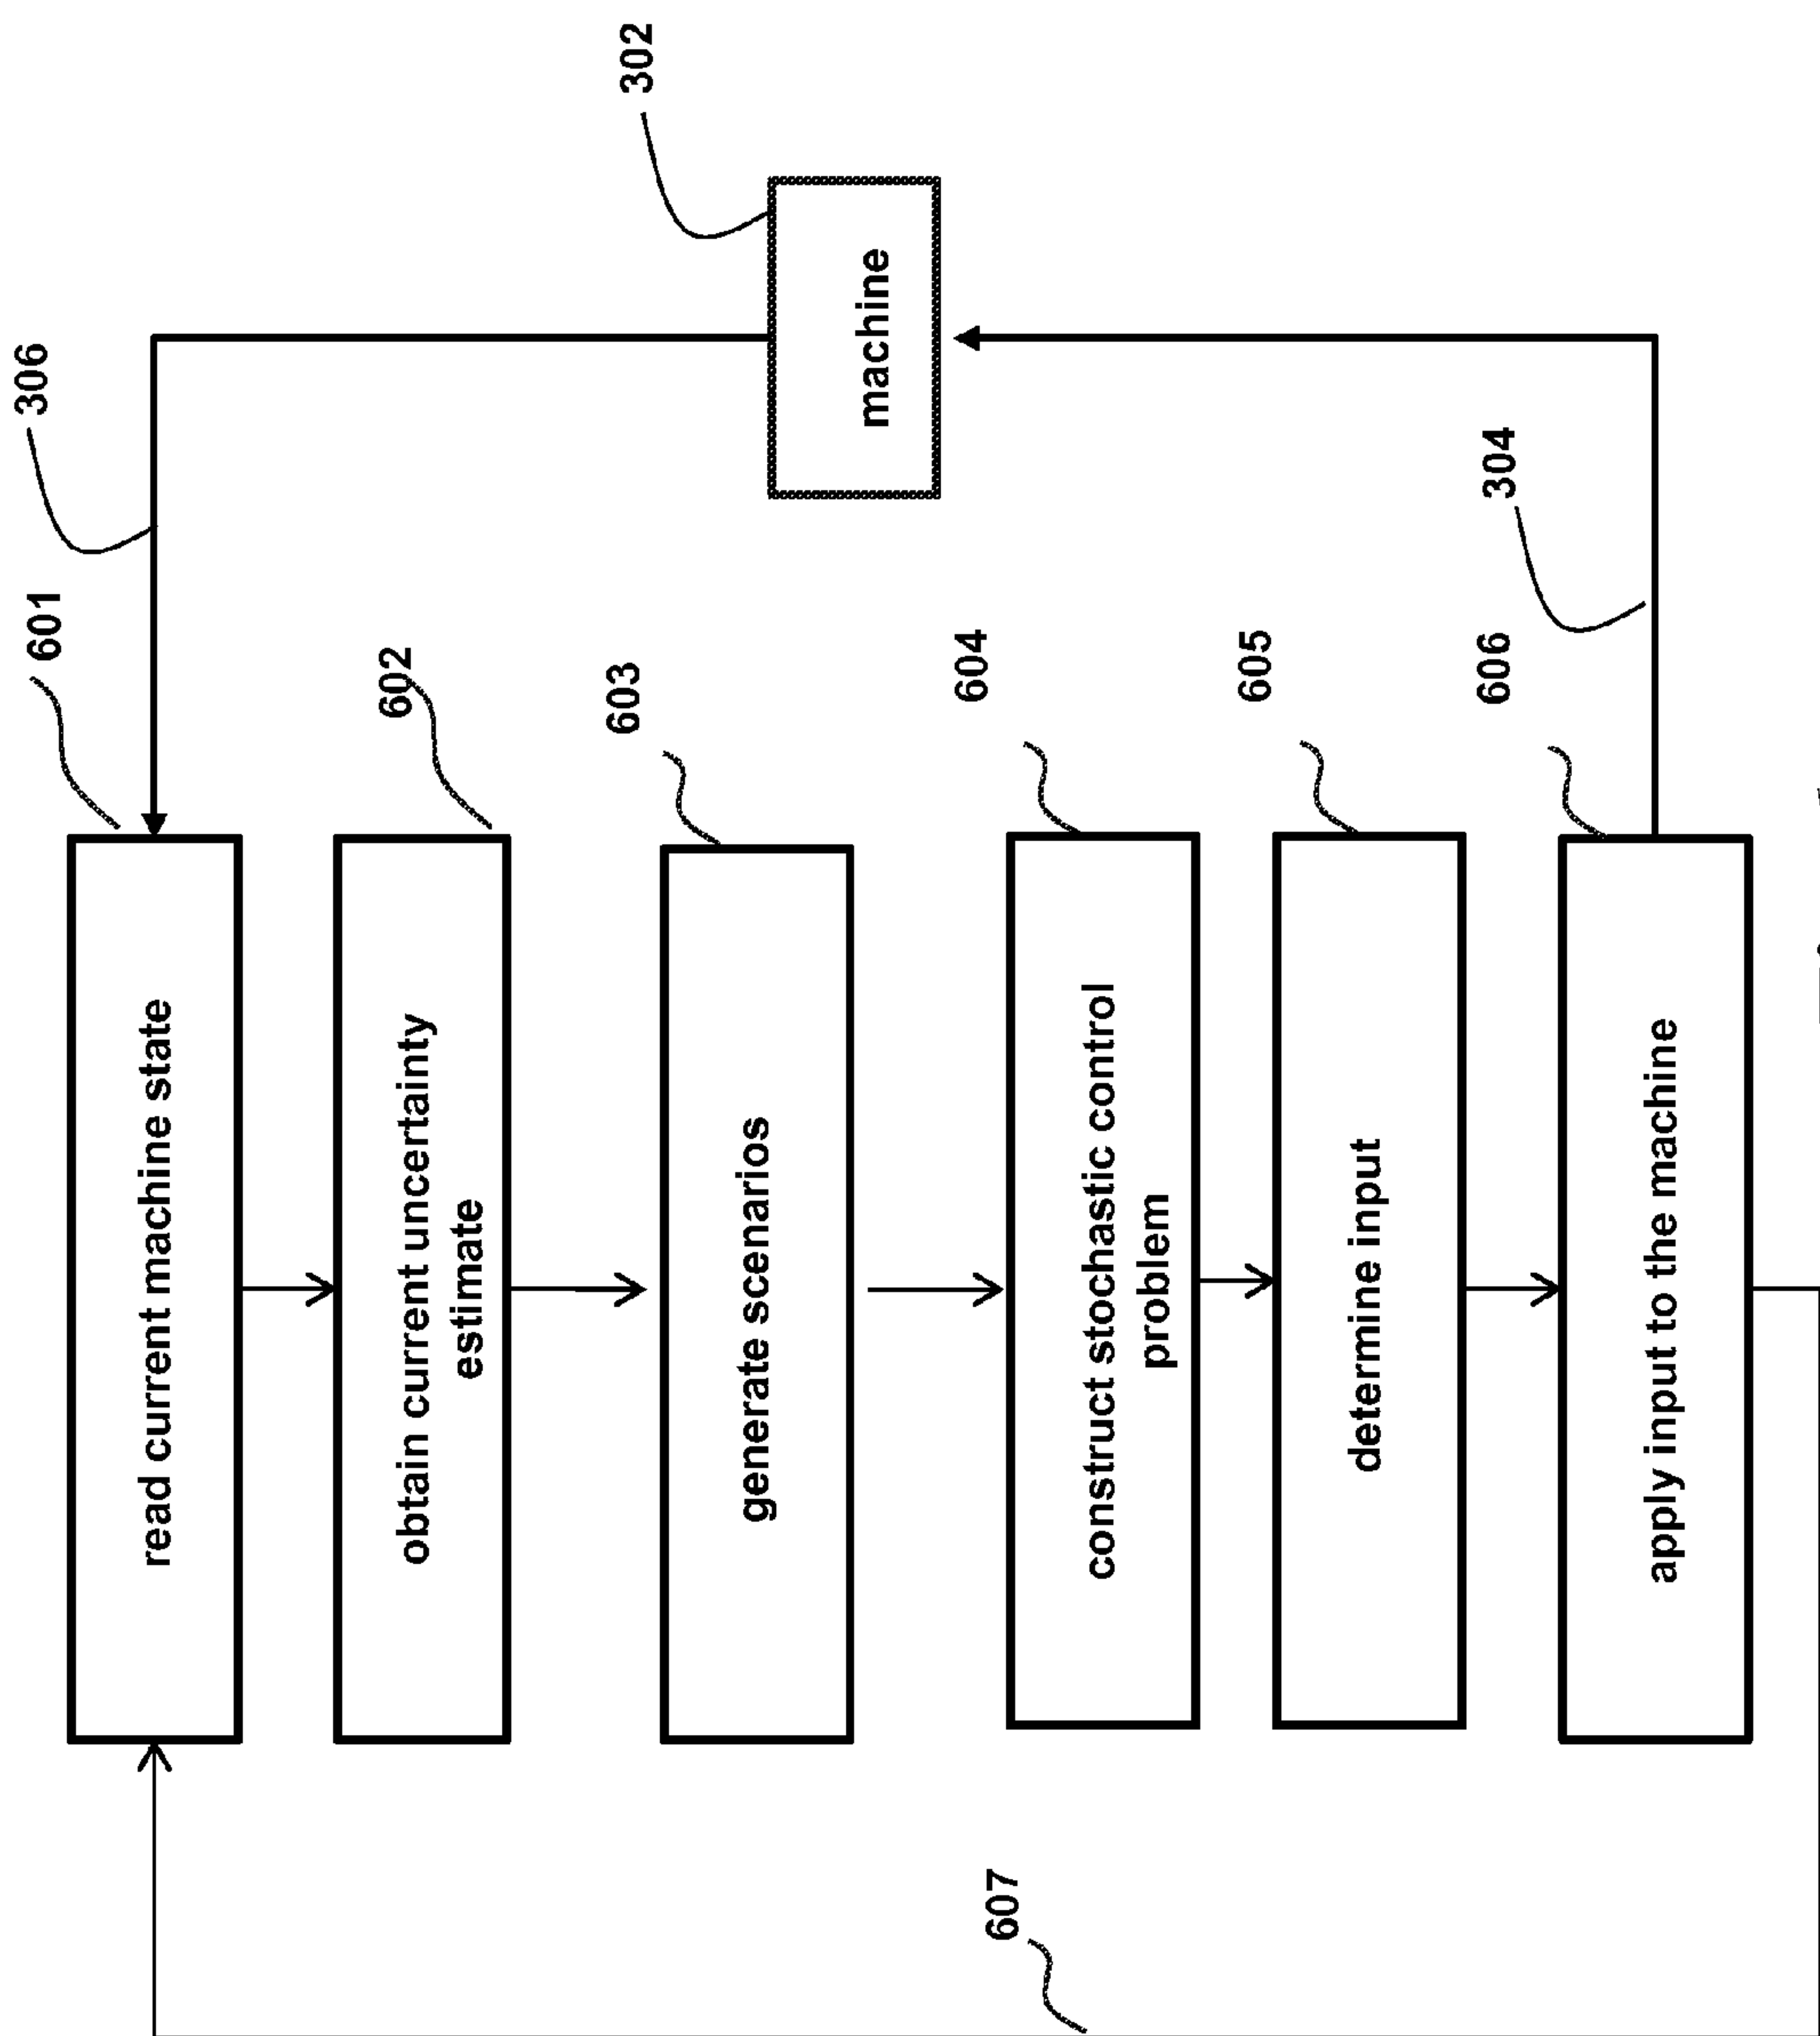 read current machine state
601
306
obtain current uncertainty
estimate
602
generate scenarios
603
machine
302
construct stochastic control
problem
604
determine input
605
apply input to the machine
606
304
607